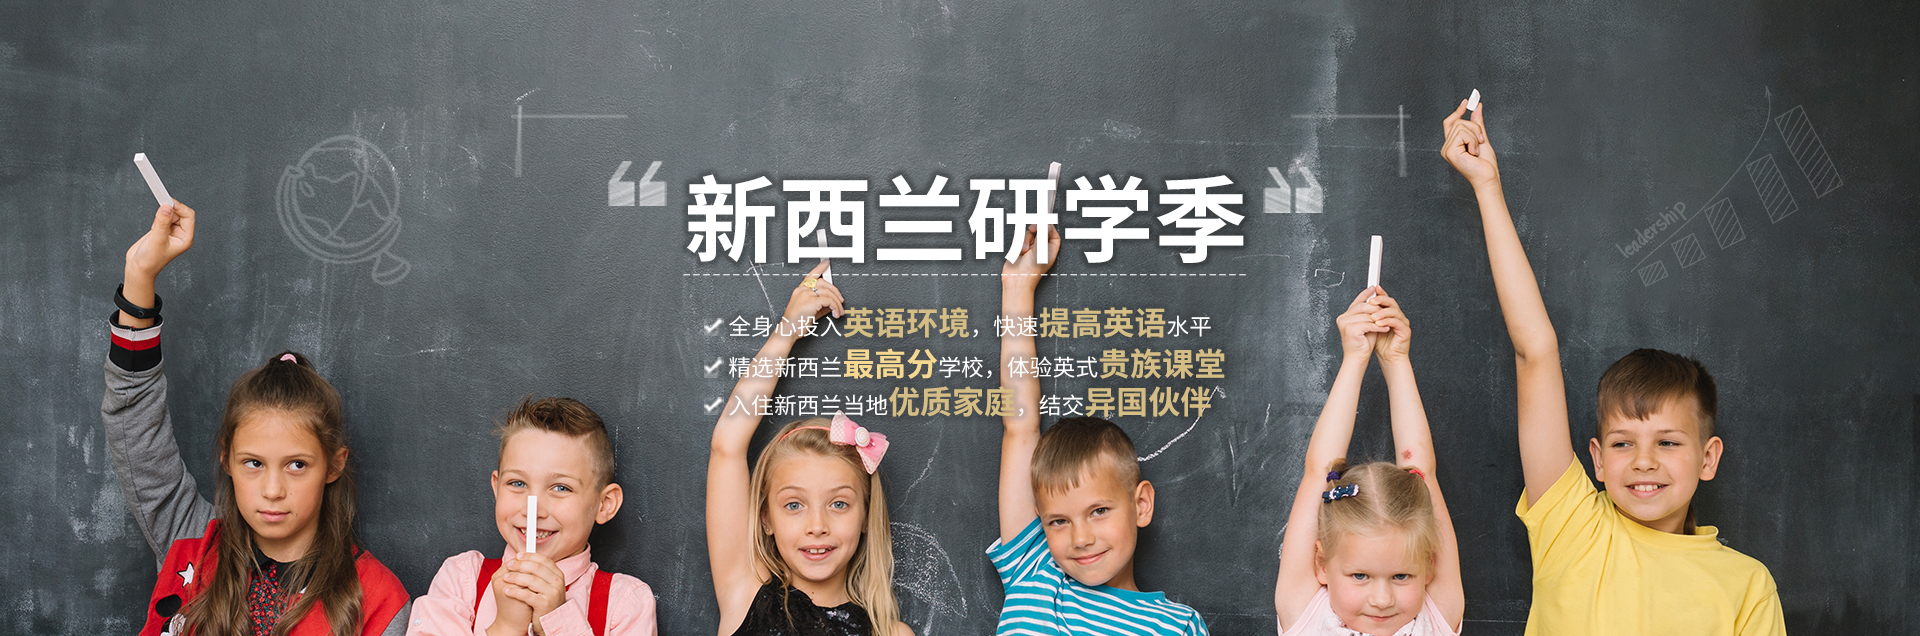 “新西兰研学季”
全身心投入英语环境，快速提高英语水平
精选新西兰最高分学校，体验英式贵族课堂
入住新西兰当地优质家庭，结交异国伙伴
leadership